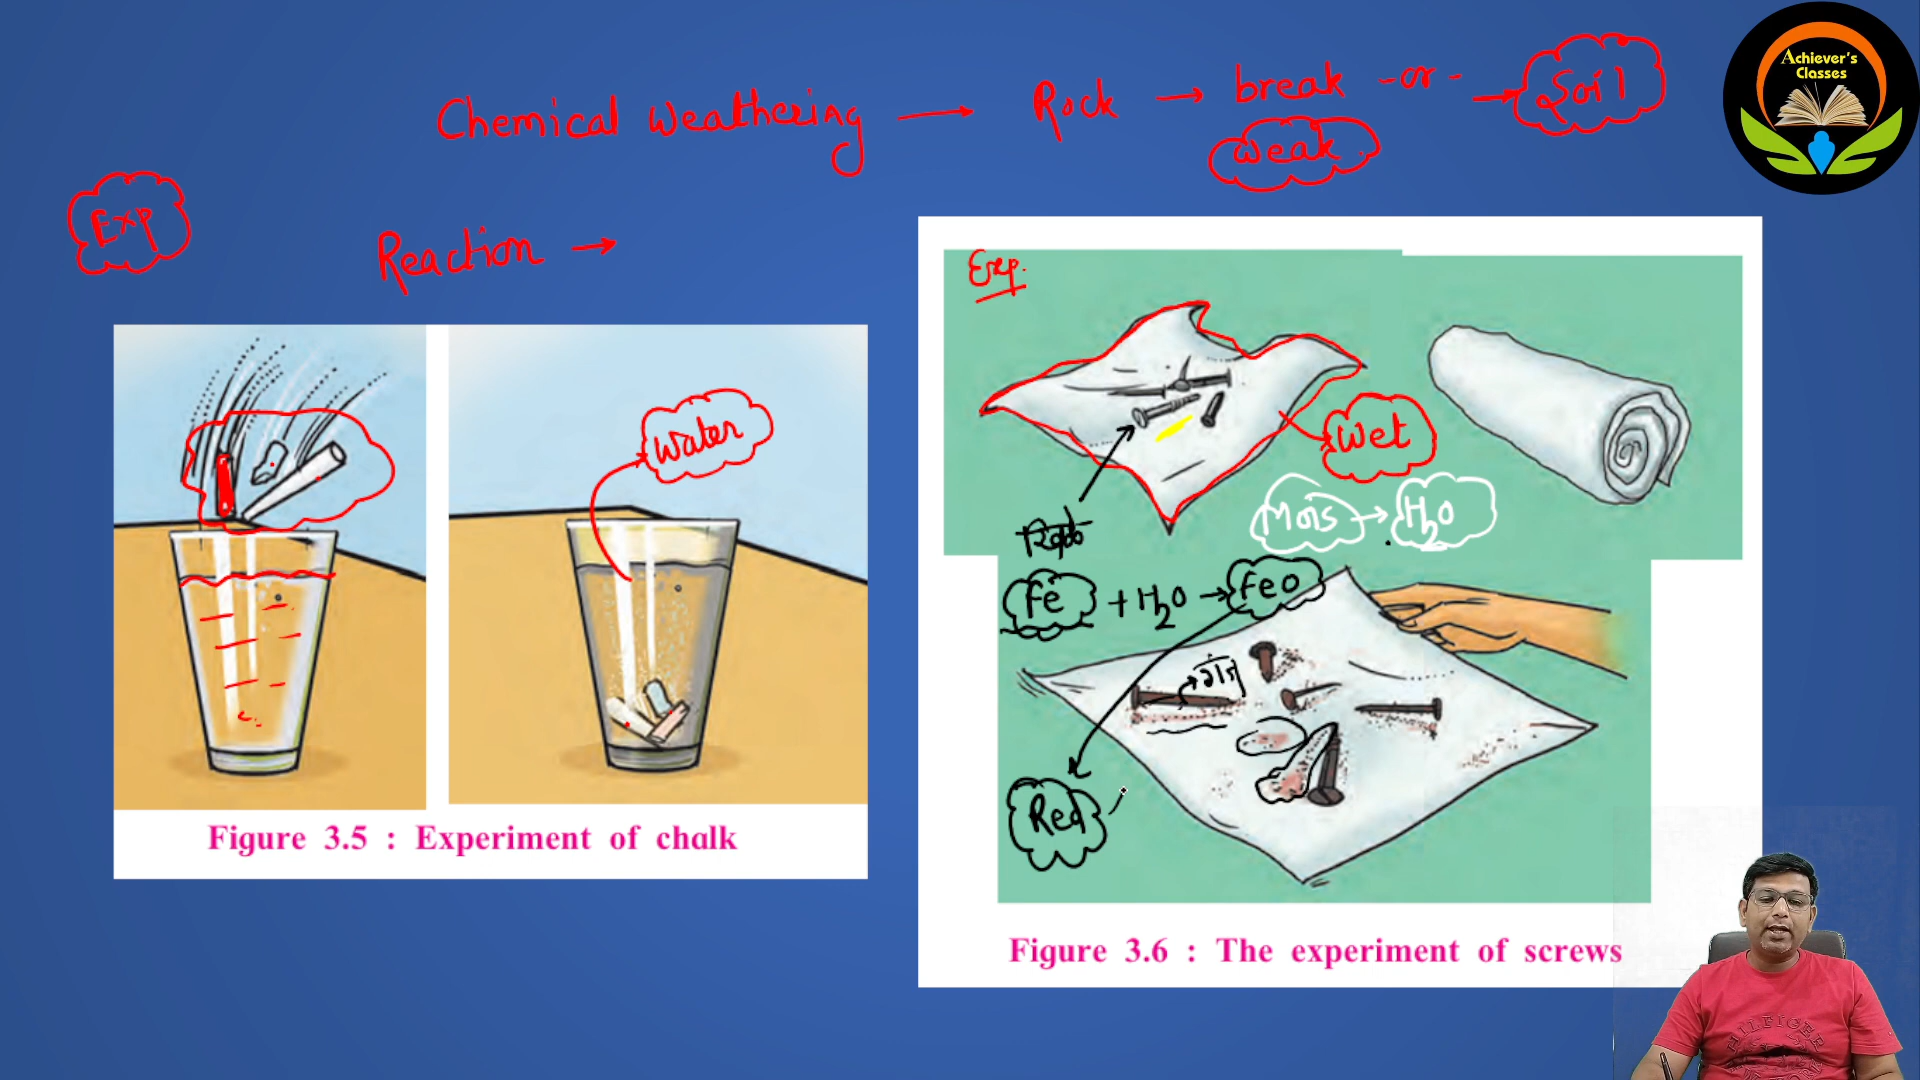 Achiever's
Classes
Chemical Weathering → Rock → break -or- → Soil
Weak
Exp
Reaction →
Exp.
Water
Wet
Mois → H2O
Fe + H2O → FeO
Red
Figure 3.5 : Experiment of chalk
Figure 3.6 : The experiment of screws